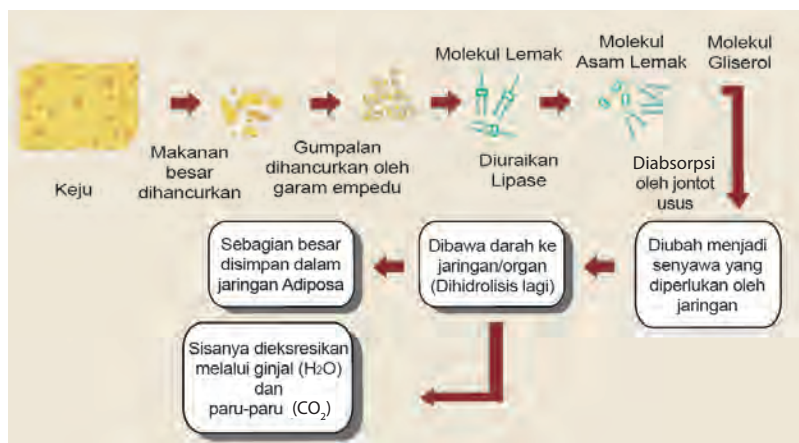 Molekul Lemak
Molekul
Asam Lemak
Molekul
Gliserol
Keju
Makanan
besar
dihancurkan
Gumpalan
dihancurkan oleh
garam empedu
Diuraikan
Lipase
Diabsorpsi
oleh jontot
usus
Sebagian besar
disimpan dalam
jaringan Adiposa
Dibawa darah ke
jaringan/organ
(Dihidrolisis lagi)
Diubah menjadi
senyawa yang
diperlukan oleh
jaringan
Sisanya dieksresikan
melalui ginjal (H2O)
dan
paru-paru (CO₂)